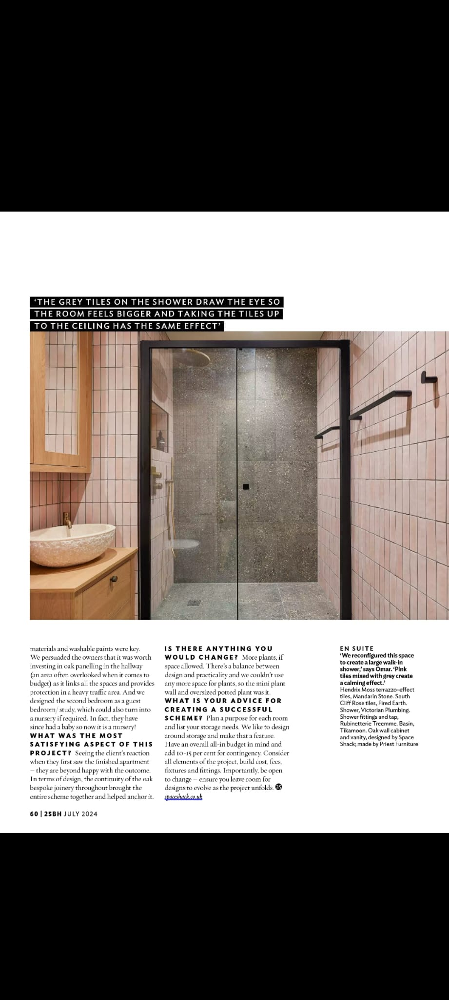 ‘THE GREY TILES ON THE SHOWER DRAW THE EYE SO
THE ROOM FEELS BIGGER AND TAKING THE TILES UP
TO THE CEILING HAS THE SAME EFFECT’
materials and washable paints were key.
We persuaded the owners that it was worth
investing in oak panelling in the hallway
(an area often overlooked when it comes to
budget) as it links all the spaces and provides
protection in a heavy traffic area. And we
designed the second bedroom as a guest
bedroom/ study, which could also turn into
a nursery if required. In fact, they have
since had a baby so now it is a nursery!
WHAT WAS THE MOST
SATISFYING ASPECT OF THIS
PROJECT? Seeing the client’s reaction
when they first saw the finished apartment
– they are beyond happy with the outcome.
In terms of design, the continuity of the oak
bespoke joinery throughout brought the
entire scheme together and helped anchor it.
IS THERE ANYTHING YOU
WOULD CHANGE? More plants, if
space allowed. There’s a balance between
design and practicality and we couldn’t use
any more space for plants, so the mini plant
wall and oversized potted plant was it.
WHAT IS YOUR ADVICE FOR
CREATING A SUCCESSFUL
SCHEME? Plan a purpose for each room
and list your storage needs. We like to design
around storage and make that a feature.
Have an overall all-in budget in mind and
add 10-15 per cent for contingency. Consider
all elements of the project, build cost, fees,
fixtures and fittings. Importantly, be open
to change – ensure you leave room for
designs to evolve as the project unfolds. 25
spaceshack.co.uk
EN SUITE
‘We reconfigured this space
to create a large walk-in
shower,’ says Omar. ‘Pink
tiles mixed with grey create
a calming effect.’
Hendrix Moss terrazzo-effect
tiles, Mandarin Stone. South
Cliff Rose tiles, Fired Earth.
Shower, Victorian Plumbing.
Shower fittings and tap,
Rubinetterie Treemme. Basin,
Tikamoon. Oak wall cabinet
and vanity, designed by Space
Shack; made by Priest Furniture
60 | 25BH JULY 2024